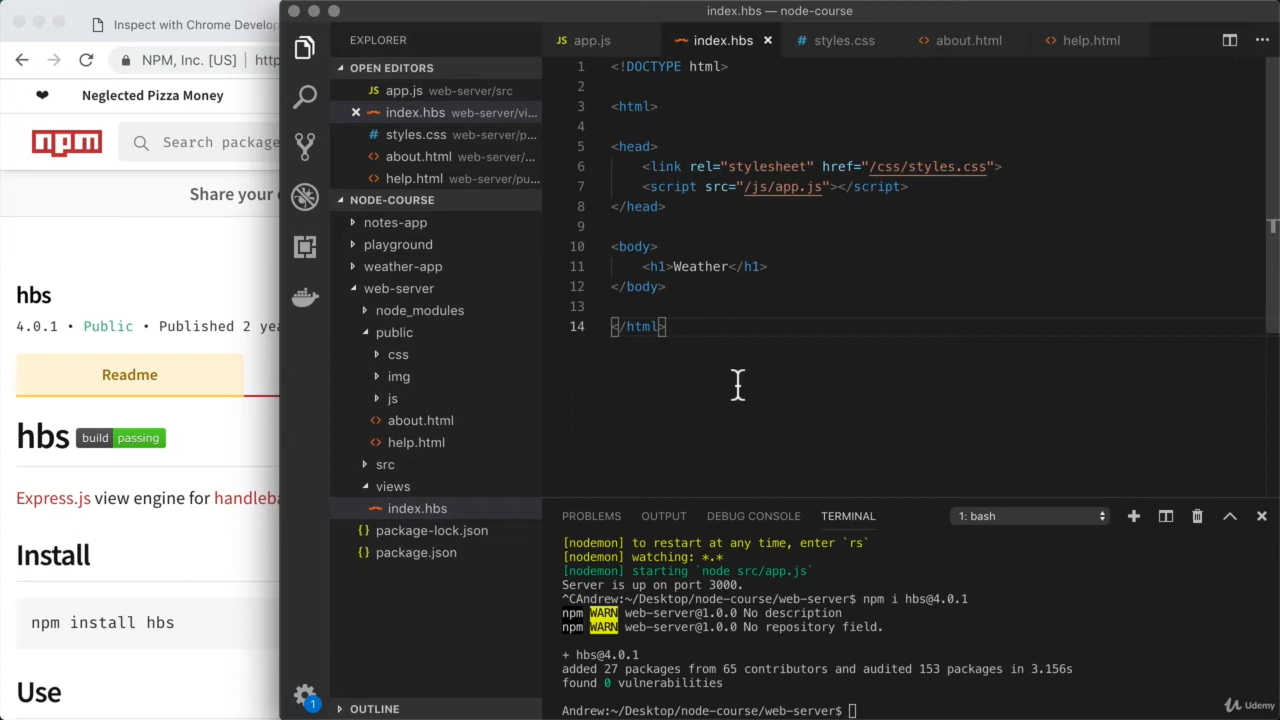 Inspect with Chrome Develop
NPM, Inc. [US] | http
Neglected Pizza Money
npm
Search package
Share your
hbs
4.0.1 • Public • Published 2 yea
Readme
hbs build passing
Express.js view engine for handleba
Install
npm install hbs
Use
index.hbs — node-course
EXPLORER
OPEN EDITORS
JS app.js web-server/src
index.hbs web-server/vi...
# styles.css web-server/p...
<> about.html web-server/...
<> help.html web-server/pu...
NODE-COURSE
notes-app
playground
weather-app
web-server
node_modules
public
css
img
js
<> about.html
<> help.html
src
views
index.hbs
{} package-lock.json
{} package.json
OUTLINE
1
JS app.js index.hbs × # styles.css <> about.html <> help.html
1 <!DOCTYPE html>
2
3 <html>
4
5 <head>
6 <link rel="stylesheet" href="/css/styles.css">
7 <script src="/js/app.js"></script>
8 </head>
9
10 <body>
11 <h1>Weather</h1>
12 </body>
13
14 </html>
PROBLEMS OUTPUT DEBUG CONSOLE TERMINAL 1: bash
[nodemon] to restart at any time, enter `rs`
[nodemon] watching: *.*
[nodemon] starting `node src/app.js`
Server is up on port 3000.
^CAndrew:~/Desktop/node-course/web-server$ npm i hbs@4.0.1
npm WARN web-server@1.0.0 No description
npm WARN web-server@1.0.0 No repository field.
+ hbs@4.0.1
added 27 packages from 65 contributors and audited 153 packages in 3.156s
found 0 vulnerabilities
Andrew:~/Desktop/node-course/web-server$
Udemy